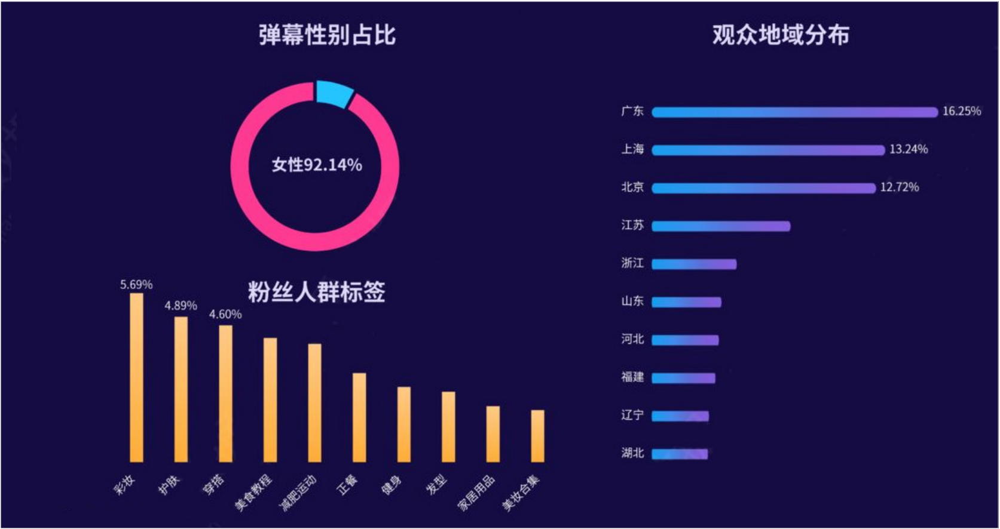 弹幕性别占比
女性92.14%
粉丝人群标签
5.69%
4.89%
4.60%
彩妆
护肤
穿搭
美食教程
减肥运动
正餐
健身
发型
家居用品
美妆合集
观众地域分布
广东 16.25%
上海 13.24%
北京 12.72%
江苏
浙江
山东
河北
福建
辽宁
湖北